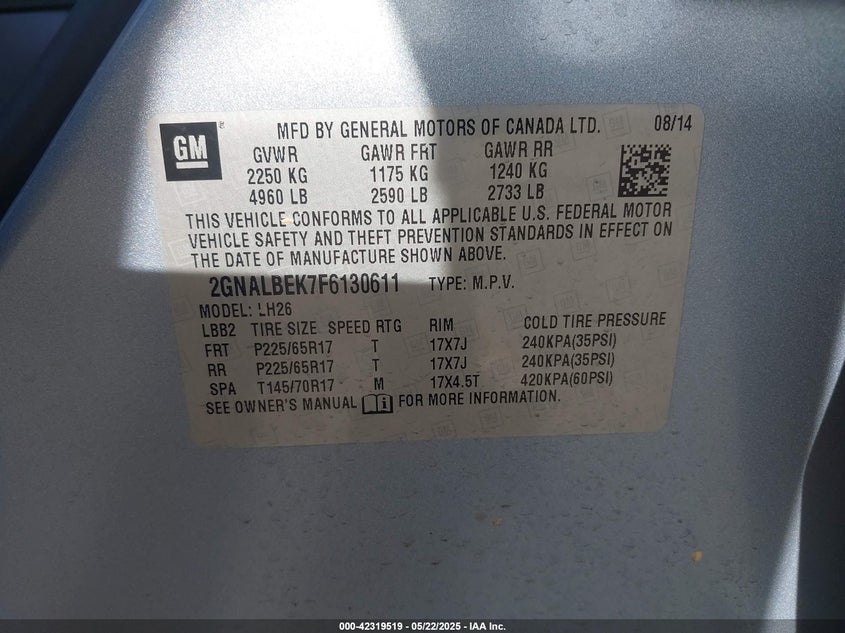 GM
MFD BY GENERAL MOTORS OF CANADA LTD. 08/14
GVWR GAWR FRT GAWR RR
2250 KG 1175 KG 1240 KG
4960 LB 2590 LB 2733 LB
THIS VEHICLE CONFORMS TO ALL APPLICABLE U.S. FEDERAL MOTOR
VEHICLE SAFETY AND THEFT PREVENTION STANDARDS IN EFFECT ON
THE DATE OF MANUFACTURE SHOWN ABOVE.
2GNALBEK7F6130611 TYPE: M.P.V.
MODEL: LH26
LBB2 TIRE SIZE SPEED RTG RIM COLD TIRE PRESSURE
FRT P225/65R17 T 17X7J 240KPA(35PSI)
RR P225/65R17 T 17X7J 240KPA(35PSI)
SPA T145/70R17 M 17X4.5T 420KPA(60PSI)
SEE OWNER'S MANUAL FOR MORE INFORMATION.
000-42319519 - 05/22/2025 - IAA Inc.